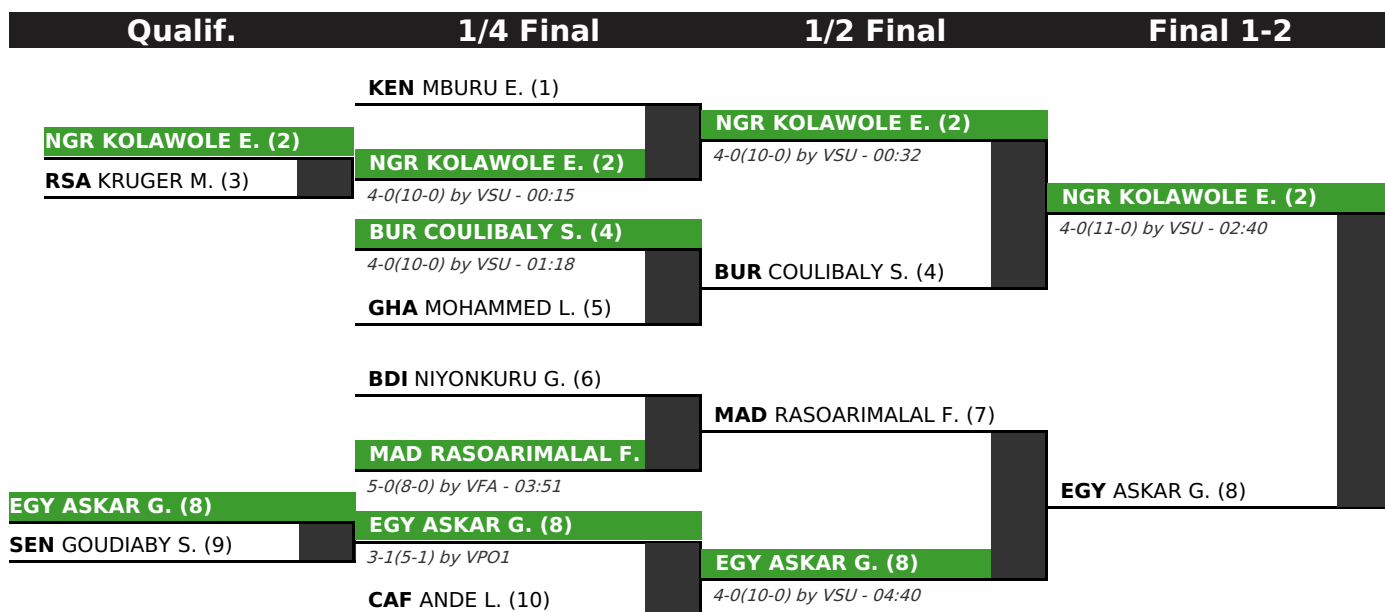 Qualif. 1/4 Final 1/2 Final Final 1-2
KEN MBURU E. (1)
NGR KOLAWOLE E. (2)
NGR KOLAWOLE E. (2)
RSA KRUGER M. (3)
NGR KOLAWOLE E. (2)
4-0(10-0) by VSU - 00:32
4-0(10-0) by VSU - 00:15
NGR KOLAWOLE E. (2)
4-0(11-0) by VSU - 02:40
BUR COULIBALY S. (4)
4-0(10-0) by VSU - 01:18
BUR COULIBALY S. (4)
GHA MOHAMMED L. (5)
BDI NIYONKURU G. (6)
MAD RASOARIMALAL F. (7)
MAD RASOARIMALAL F.
5-0(8-0) by VFA - 03:51
EGY ASKAR G. (8)
EGY ASKAR G. (8)
SEN GOUDIABY S. (9)
EGY ASKAR G. (8)
3-1(5-1) by VPO1
EGY ASKAR G. (8)
4-0(10-0) by VSU - 04:40
CAF ANDE L. (10)